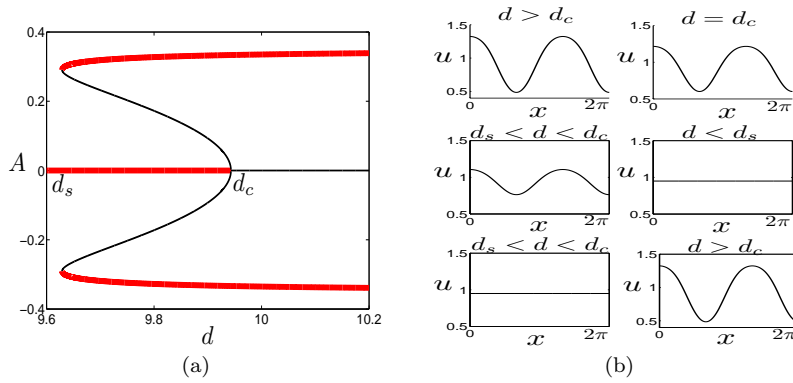 0.4
0.2
A
0
d_s
d_c
-0.2
-0.4
9.6
9.8
10
10.2
d
(a)
d > d_c
1.5
u
1
0.5
0
x
2π
d = d_c
1.5
u
1
0.5
0
x
2π
d_s < d < d_c
1.5
u
1
0.5
0
x
2π
d < d_s
1.5
u
1
0.5
0
x
2π
d_s < d < d_c
1.5
u
1
0.5
0
x
2π
d > d_c
1.5
u
1
0.5
0
x
2π
(b)